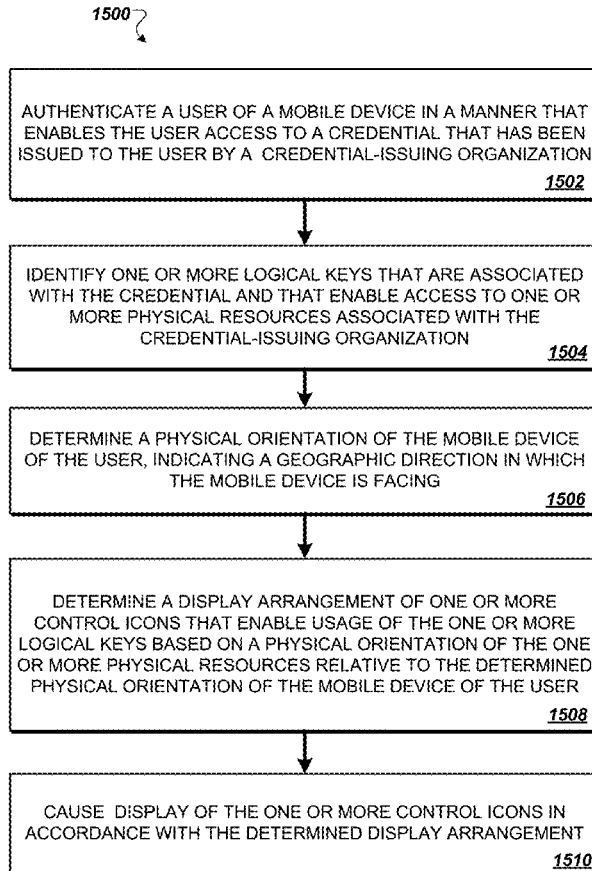 1500
AUTHENTICATE A USER OF A MOBILE DEVICE IN A MANNER THAT
ENABLES THE USER ACCESS TO A CREDENTIAL THAT HAS BEEN
ISSUED TO THE USER BY A CREDENTIAL-ISSUING ORGANIZATION
1502
IDENTIFY ONE OR MORE LOGICAL KEYS THAT ARE ASSOCIATED
WITH THE CREDENTIAL AND THAT ENABLE ACCESS TO ONE OR
MORE PHYSICAL RESOURCES ASSOCIATED WITH THE
CREDENTIAL-ISSUING ORGANIZATION
1504
DETERMINE A PHYSICAL ORIENTATION OF THE MOBILE DEVICE
OF THE USER, INDICATING A GEOGRAPHIC DIRECTION IN WHICH
THE MOBILE DEVICE IS FACING
1506
DETERMINE A DISPLAY ARRANGEMENT OF ONE OR MORE
CONTROL ICONS THAT ENABLE USAGE OF THE ONE OR MORE
LOGICAL KEYS BASED ON A PHYSICAL ORIENTATION OF THE ONE
OR MORE PHYSICAL RESOURCES RELATIVE TO THE DETERMINED
PHYSICAL ORIENTATION OF THE MOBILE DEVICE OF THE USER
1508
CAUSE DISPLAY OF THE ONE OR MORE CONTROL ICONS IN
ACCORDANCE WITH THE DETERMINED DISPLAY ARRANGEMENT
1510